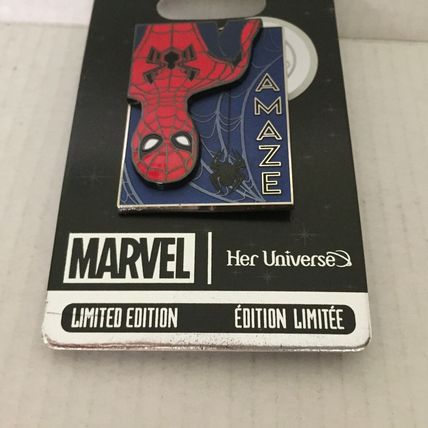 AMAZE
MARVEL Her Universe
LIMITED EDITION ÉDITION LIMITÉE